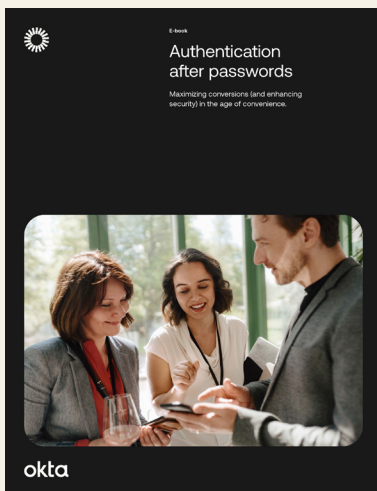 E-book
Authentication
after passwords
Maximizing conversions (and enhancing
security) in the age of convenience.
okta